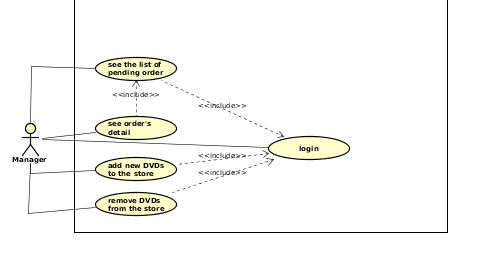 see the list of
pending order
<<include>>
<<include>>
see order's
detail
login
Manager
<<include>>
add new DVDs
to the store
<<include>>
remove DVDs
from the store